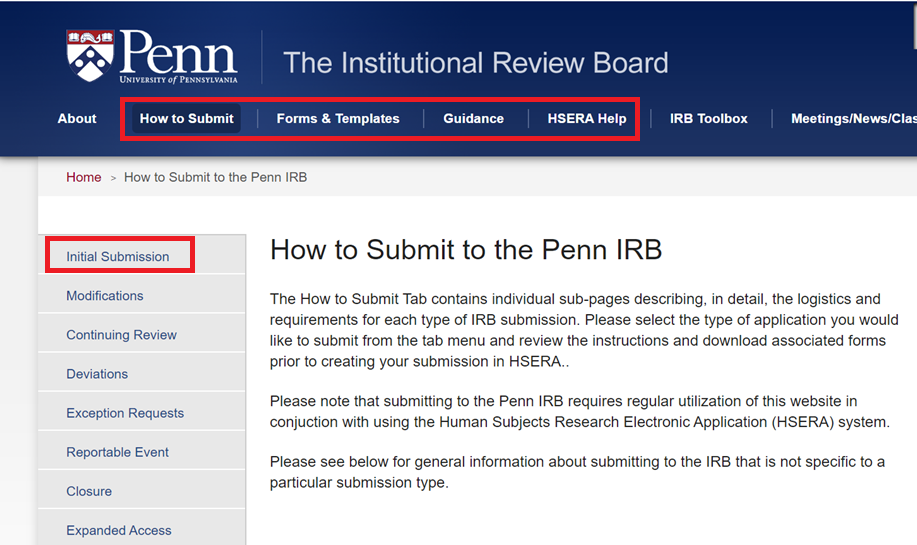 Penn
UNIVERSITY of PENNSYLVANIA
The Institutional Review Board
About How to Submit Forms & Templates Guidance HSERA Help IRB Toolbox Meetings/News/Clas
Home > How to Submit to the Penn IRB
Initial Submission
Modifications
Continuing Review
Deviations
Exception Requests
Reportable Event
Closure
Expanded Access
How to Submit to the Penn IRB
The How to Submit Tab contains individual sub-pages describing, in detail, the logistics and
requirements for each type of IRB submission. Please select the type of application you would
like to submit from the tab menu and review the instructions and download associated forms
prior to creating your submission in HSERA..
Please note that submitting to the Penn IRB requires regular utilization of this website in
conjuction with using the Human Subjects Research Electronic Application (HSERA) system.
Please see below for general information about submitting to the IRB that is not specific to a
particular submission type.